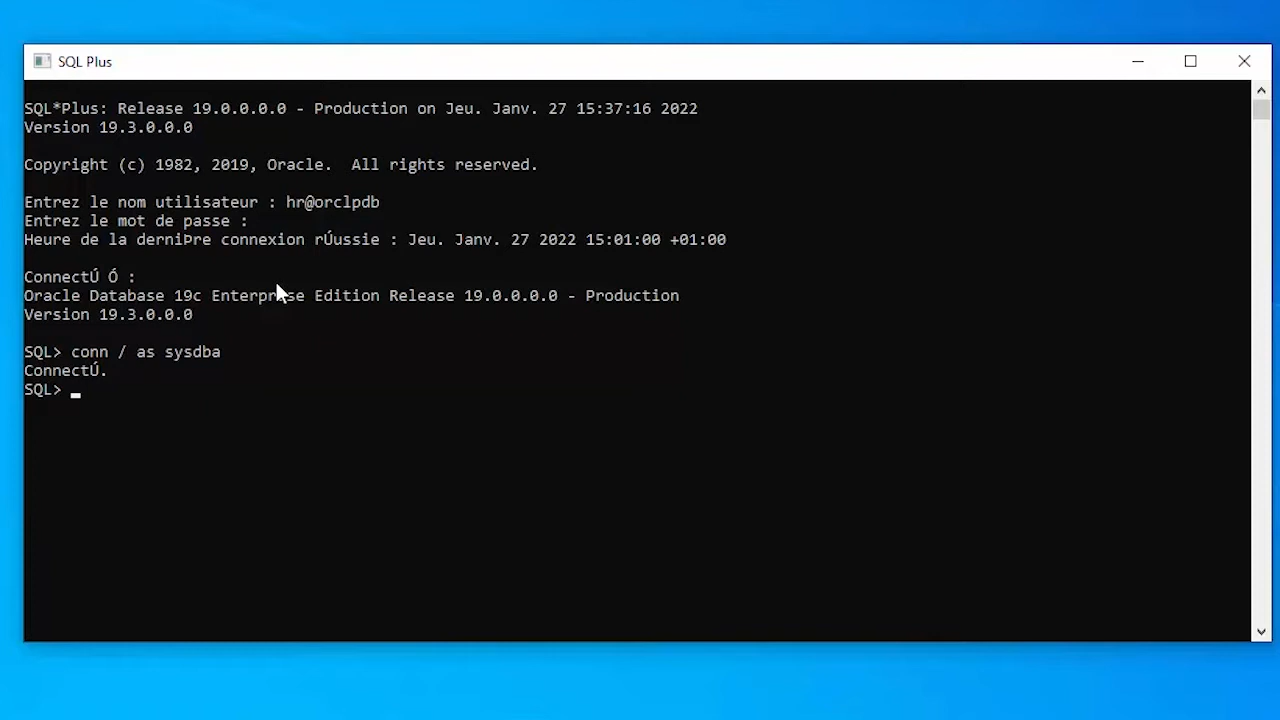 SQL Plus
SQL*Plus: Release 19.0.0.0.0 - Production on Jeu. Janv. 27 15:37:16 2022
Version 19.3.0.0.0
Copyright (c) 1982, 2019, Oracle.  All rights reserved.
Entrez le nom utilisateur : hr@orclpdb
Entrez le mot de passe :
Heure de la derniÞre connexion rÚussie : Jeu. Janv. 27 2022 15:01:00 +01:00
ConnectÚ Ó :
Oracle Database 19c Enterprise Edition Release 19.0.0.0.0 - Production
Version 19.3.0.0.0
SQL> conn / as sysdba
ConnectÚ.
SQL>